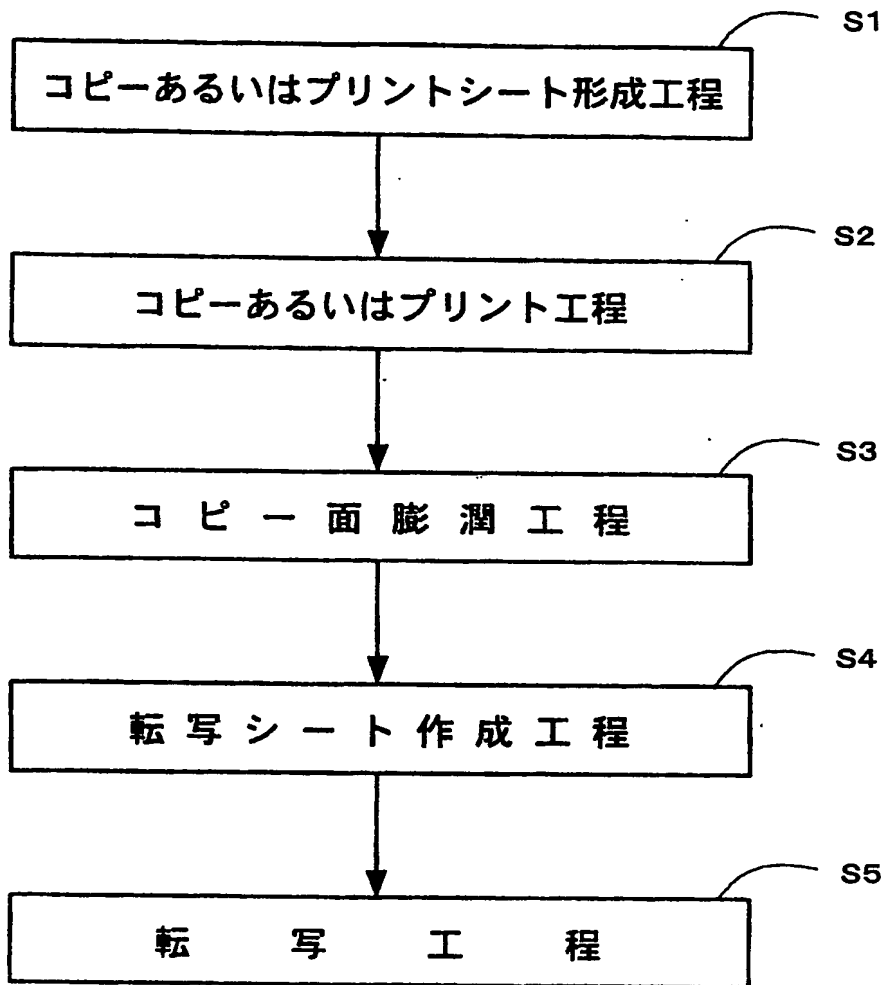 S1
コピーあるいはプリントシート形成工程
S2
コピーあるいはプリント工程
S3
コピー面膨潤工程
S4
転写シート作成工程
S5
転写工程